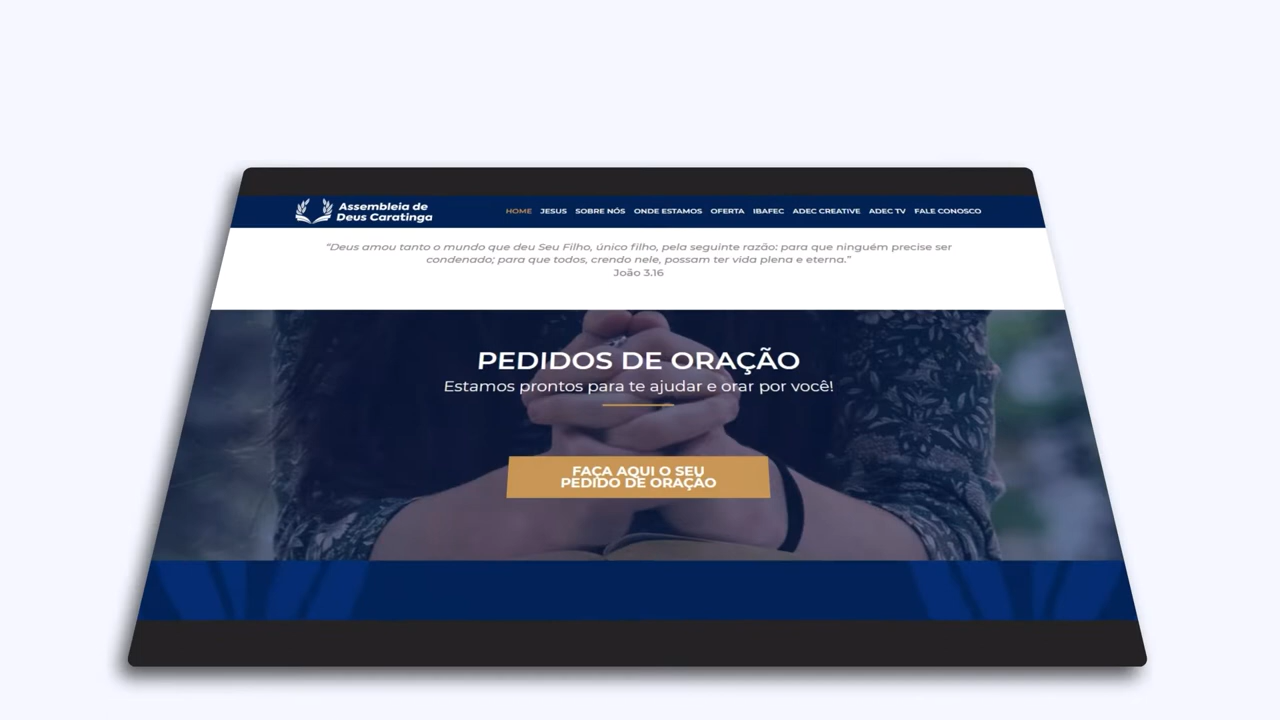 Assembleia de
Deus Caratinga
HOME JESUS SOBRE NÓS ONDE ESTAMOS OFERTA IBAFEC ADEC CREATIVE ADEC TV FALE CONOSCO
“Deus amou tanto o mundo que deu Seu Filho, único filho, pela seguinte razão: para que ninguém precise ser
condenado; para que todos, crendo nele, possam ter vida plena e eterna.”
João 3.16
PEDIDOS DE ORAÇÃO
Estamos prontos para te ajudar e orar por você!
FAÇA AQUI O SEU
PEDIDO DE ORAÇÃO